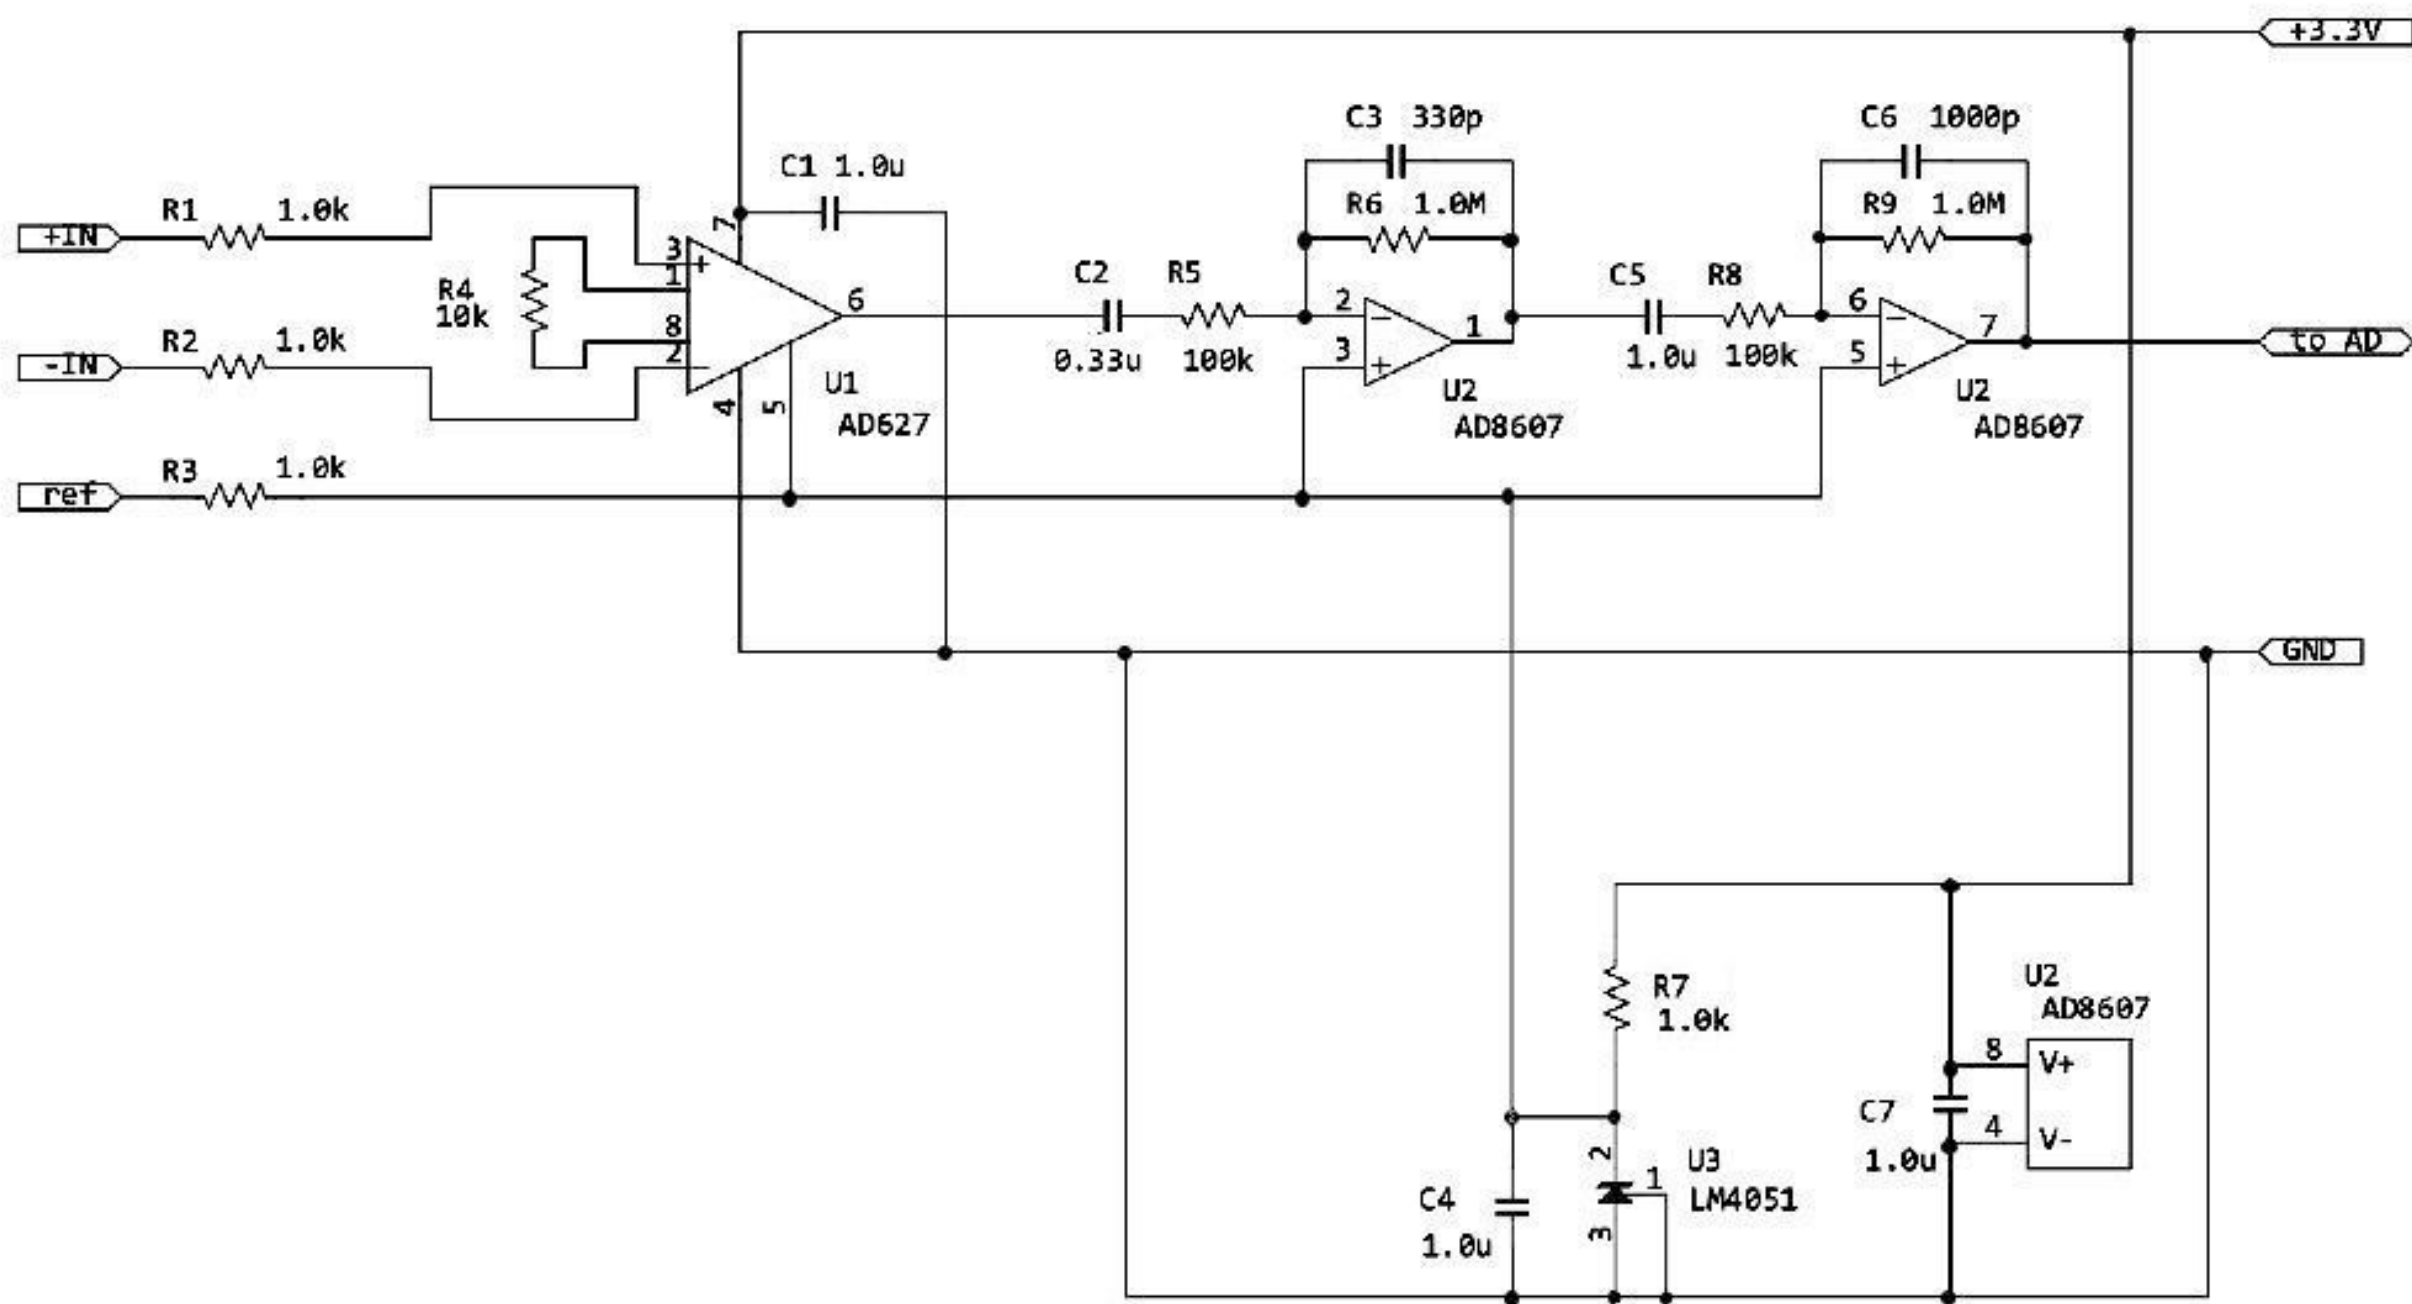 +3.3V
C3 330p
C6 1000p
C1 1.0u
R1 1.0k
+IN
7
R6 1.0M
R9 1.0M
3
+
1
R4
10k
8
2
−
6
C2
R5
0.33u
100k
2
−
3
+
1
C5
R8
1.0u
100k
6
−
5
+
7
to AD
R2 1.0k
-IN
4
5
U1
AD627
U2
AD8607
U2
AD8607
R3 1.0k
ref
GND
R7
1.0k
U2
AD8607
8
V+
C7
4
V-
1.0u
2
1
U3
LM4051
3
C4
1.0u